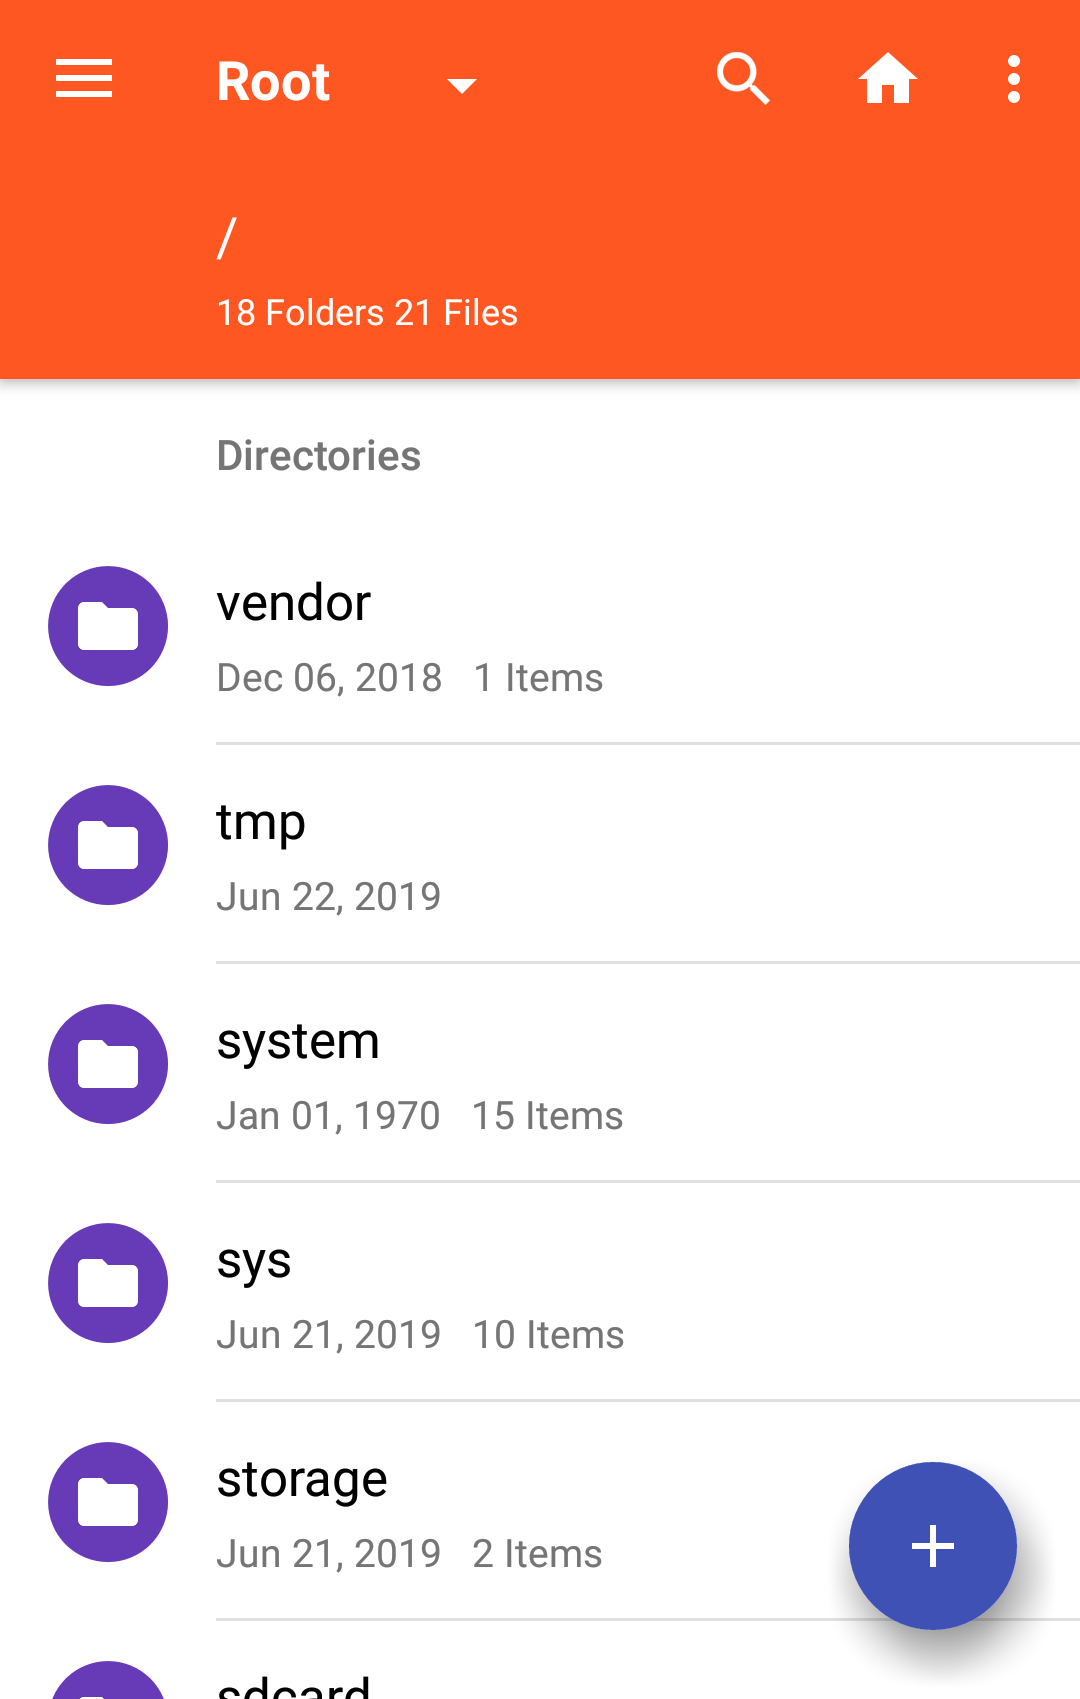 Root
/
18 Folders 21 Files
Directories
vendor
Dec 06, 2018 1 Items
tmp
Jun 22, 2019
system
Jan 01, 1970 15 Items
sys
Jun 21, 2019 10 Items
storage
Jun 21, 2019 2 Items
sdcard